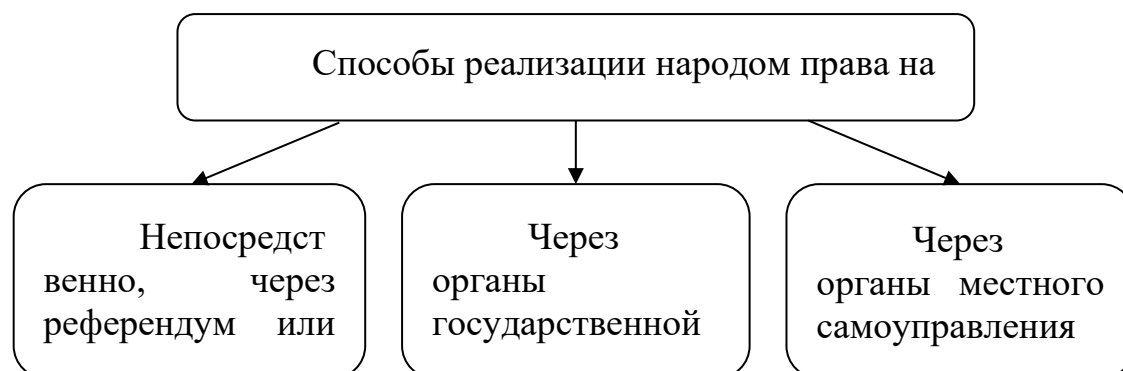 Способы реализации народом права на
Непосредст
венно, через
референдум или
Через
органы
государственной
Через
органы местного
самоуправления